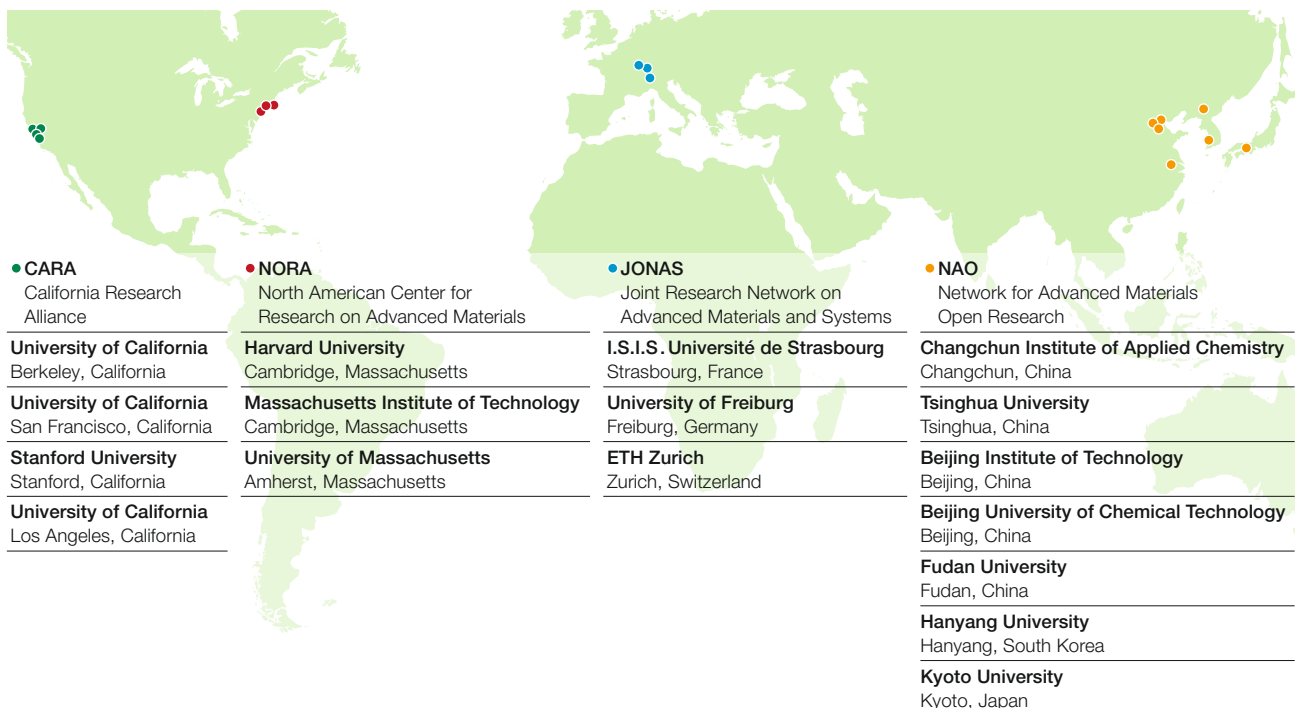 CARA
California Research
Alliance
University of California
Berkeley, California
University of California
San Francisco, California
Stanford University
Stanford, California
University of California
Los Angeles, California
NORA
North American Center for
Research on Advanced Materials
Harvard University
Cambridge, Massachusetts
Massachusetts Institute of Technology
Cambridge, Massachusetts
University of Massachusetts
Amherst, Massachusetts
JONAS
Joint Research Network on
Advanced Materials and Systems
I.S.I.S. Université de Strasbourg
Strasbourg, France
University of Freiburg
Freiburg, Germany
ETH Zurich
Zurich, Switzerland
NAO
Network for Advanced Materials
Open Research
Changchun Institute of Applied Chemistry
Changchun, China
Tsinghua University
Tsinghua, China
Beijing Institute of Technology
Beijing, China
Beijing University of Chemical Technology
Beijing, China
Fudan University
Fudan, China
Hanyang University
Hanyang, South Korea
Kyoto University
Kyoto, Japan